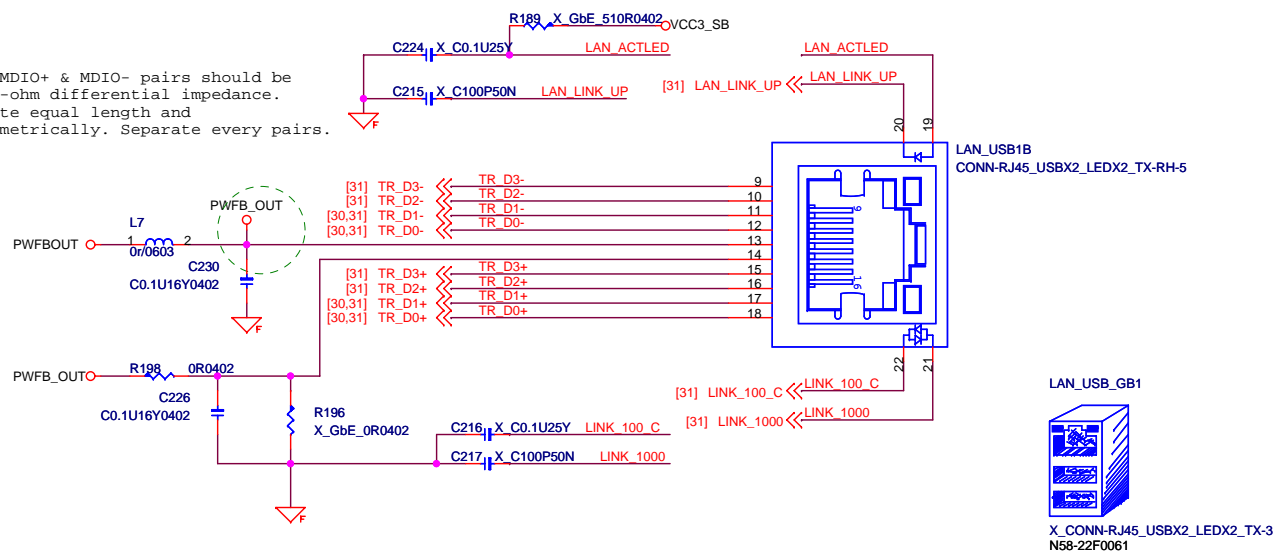 R189 X_GbE_510R0402 VCC3_SB
C224 X_C0.1U25Y LAN_ACTLED LAN_ACTLED
MDIO+ & MDIO- pairs should be
-ohm differential impedance.
te equal length and
metrically. Separate every pairs.
[31] LAN_LINK_UP LAN_LINK_UP
C215 X_C100P50N LAN_LINK_UP
F
20 19
LAN_USB1B
CONN-RJ45_USBX2_LEDX2_TX-RH-5
[31] TR_D3- TR_D3- 9
[31] TR_D2- TR_D2- 10
[30,31] TR_D1- TR_D1- 11
[30,31] TR_D0- TR_D0- 12
PWFB_OUT
L7
PWFBOUT 1 2 13
0r/0603
14
C230
C0.1U16Y0402
[31] TR_D3+ TR_D3+ 15
[31] TR_D2+ TR_D2+ 16
[30,31] TR_D1+ TR_D1+ 17
[30,31] TR_D0+ TR_D0+ 18
9
16
F
22 21
PWFB_OUT R198 0R0402
C226
C0.1U16Y0402
R196
X_GbE_0R0402
[31] LINK_100_C LINK_100_C
[31] LINK_1000 LINK_1000
C216 X_C0.1U25Y LINK_100_C
C217 X_C100P50N LINK_1000
F
LAN_USB_GB1
X_CONN-RJ45_USBX2_LEDX2_TX-3
N58-22F0061